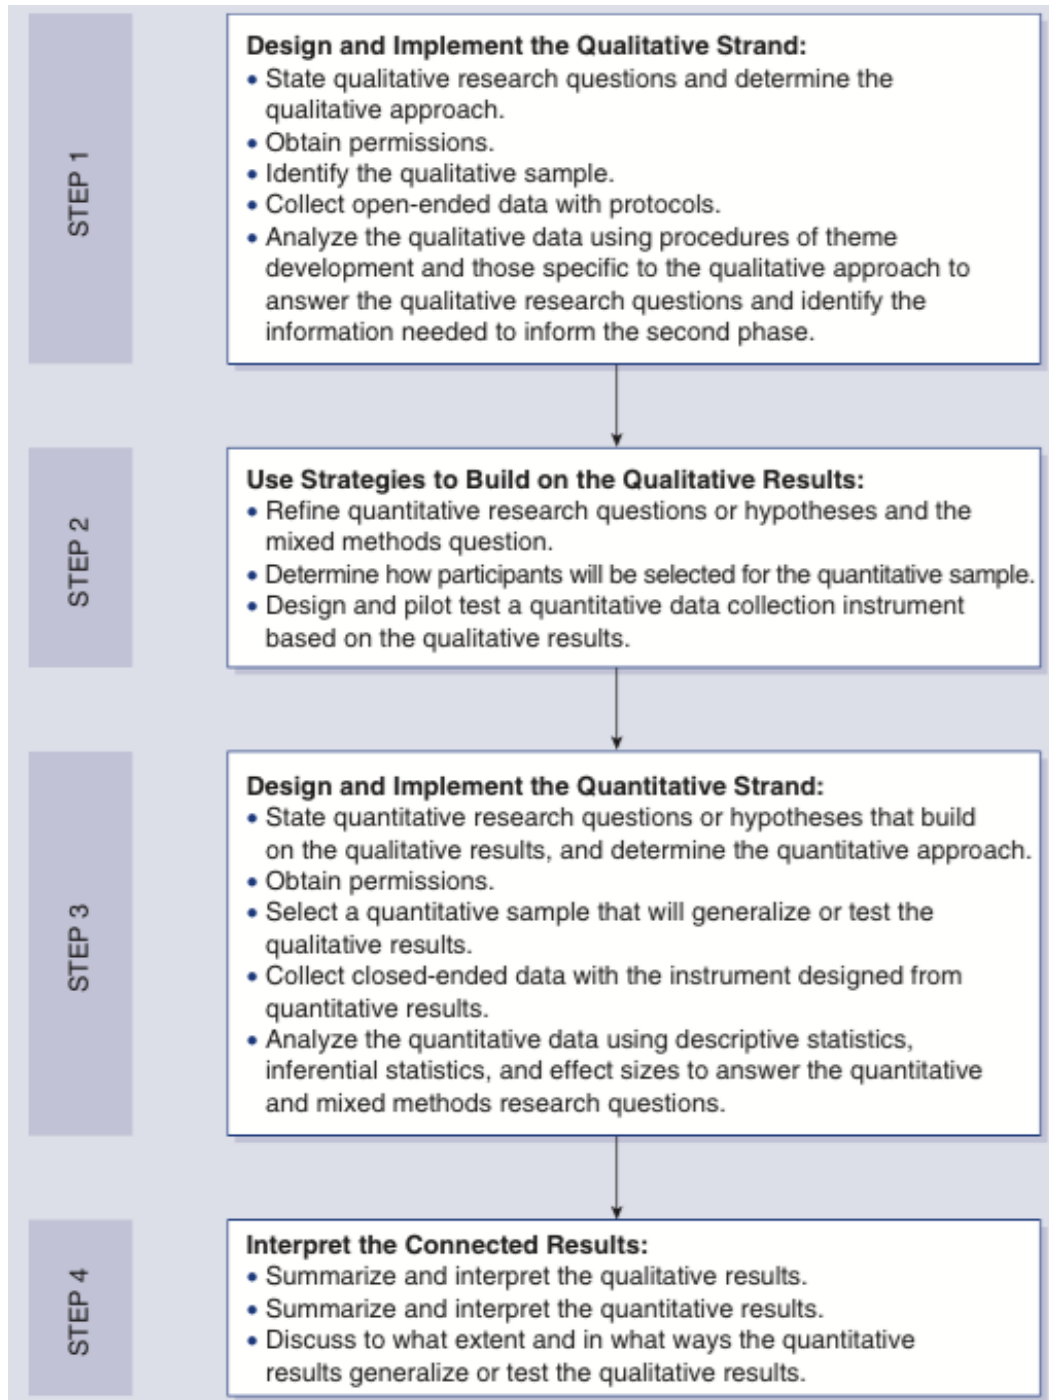 STEP 1
Design and Implement the Qualitative Strand:
• State qualitative research questions and determine the
qualitative approach.
• Obtain permissions.
• Identify the qualitative sample.
• Collect open-ended data with protocols.
• Analyze the qualitative data using procedures of theme
development and those specific to the qualitative approach to
answer the qualitative research questions and identify the
information needed to inform the second phase.
STEP 2
Use Strategies to Build on the Qualitative Results:
• Refine quantitative research questions or hypotheses and the
mixed methods question.
• Determine how participants will be selected for the quantitative sample.
• Design and pilot test a quantitative data collection instrument
based on the qualitative results.
STEP 3
Design and Implement the Quantitative Strand:
• State quantitative research questions or hypotheses that build
on the qualitative results, and determine the quantitative approach.
• Obtain permissions.
• Select a quantitative sample that will generalize or test the
qualitative results.
• Collect closed-ended data with the instrument designed from
quantitative results.
• Analyze the quantitative data using descriptive statistics,
inferential statistics, and effect sizes to answer the quantitative
and mixed methods research questions.
STEP 4
Interpret the Connected Results:
• Summarize and interpret the qualitative results.
• Summarize and interpret the quantitative results.
• Discuss to what extent and in what ways the quantitative
results generalize or test the qualitative results.